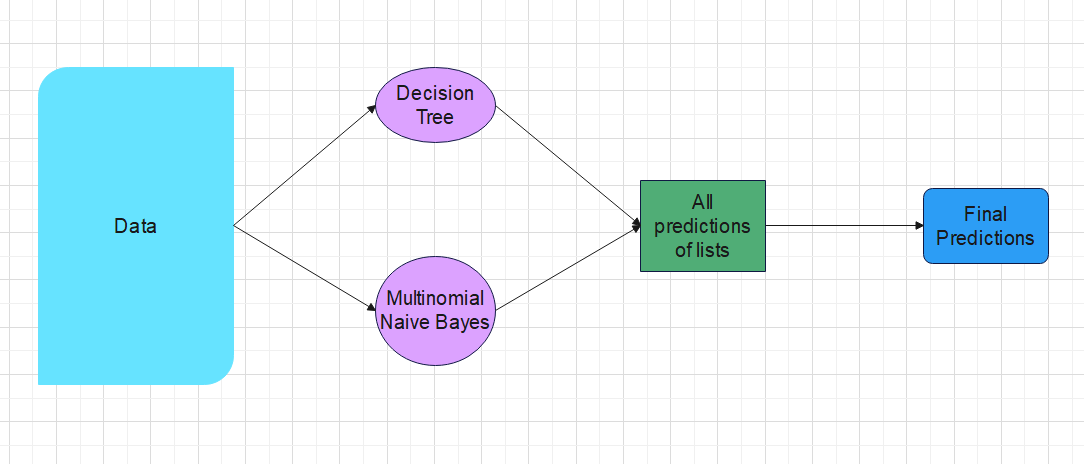 Data
Decision
Tree
Multinomial
Naive Bayes
All
predictions
of lists
Final
Predictions